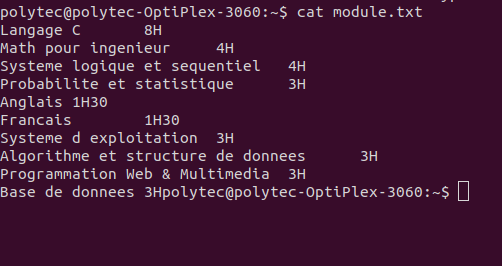 polytec@polytec-OptiPlex-3060:~$ cat module.txt
Langage C       8H
Math pour ingenieur     4H
Systeme logique et sequentiel   4H
Probabilite et statistique      3H
Anglais 1H30
Francais        1H30
Systeme d exploitation  3H
Algorithme et structure de donnees      3H
Programmation Web & Multimedia  3H
Base de donnees 3Hpolytec@polytec-OptiPlex-3060:~$